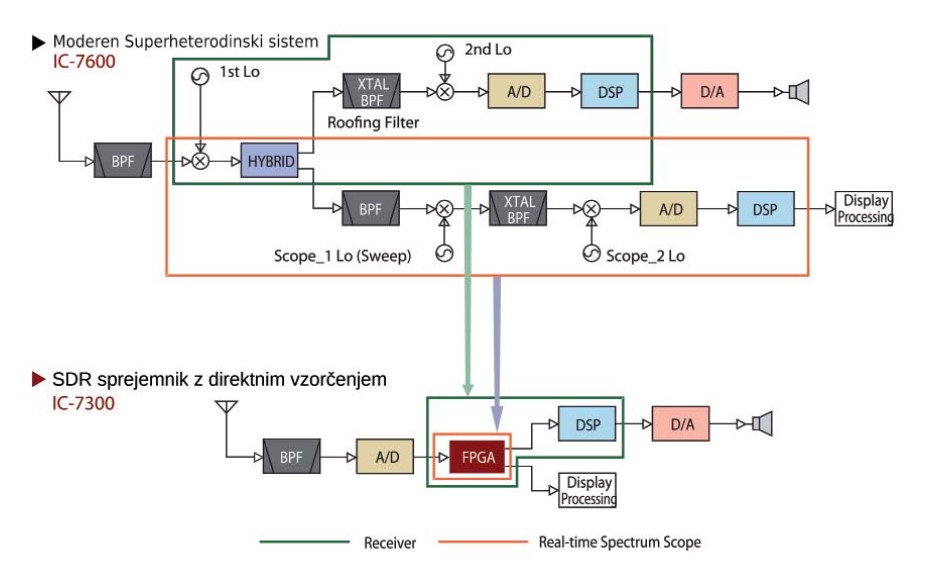 Moderen Superheterodinski sistem
IC-7600
1st Lo
2nd Lo
XTAL
BPF
A/D
DSP
D/A
Roofing Filter
BPF
HYBRID
BPF
XTAL
BPF
A/D
DSP
Display
Processing
Scope_1 Lo (Sweep)
Scope_2 Lo
SDR sprejemnik z direktnim vzorčenjem
IC-7300
DSP
D/A
BPF
A/D
FPGA
Display
Processing
Receiver
Real-time Spectrum Scope